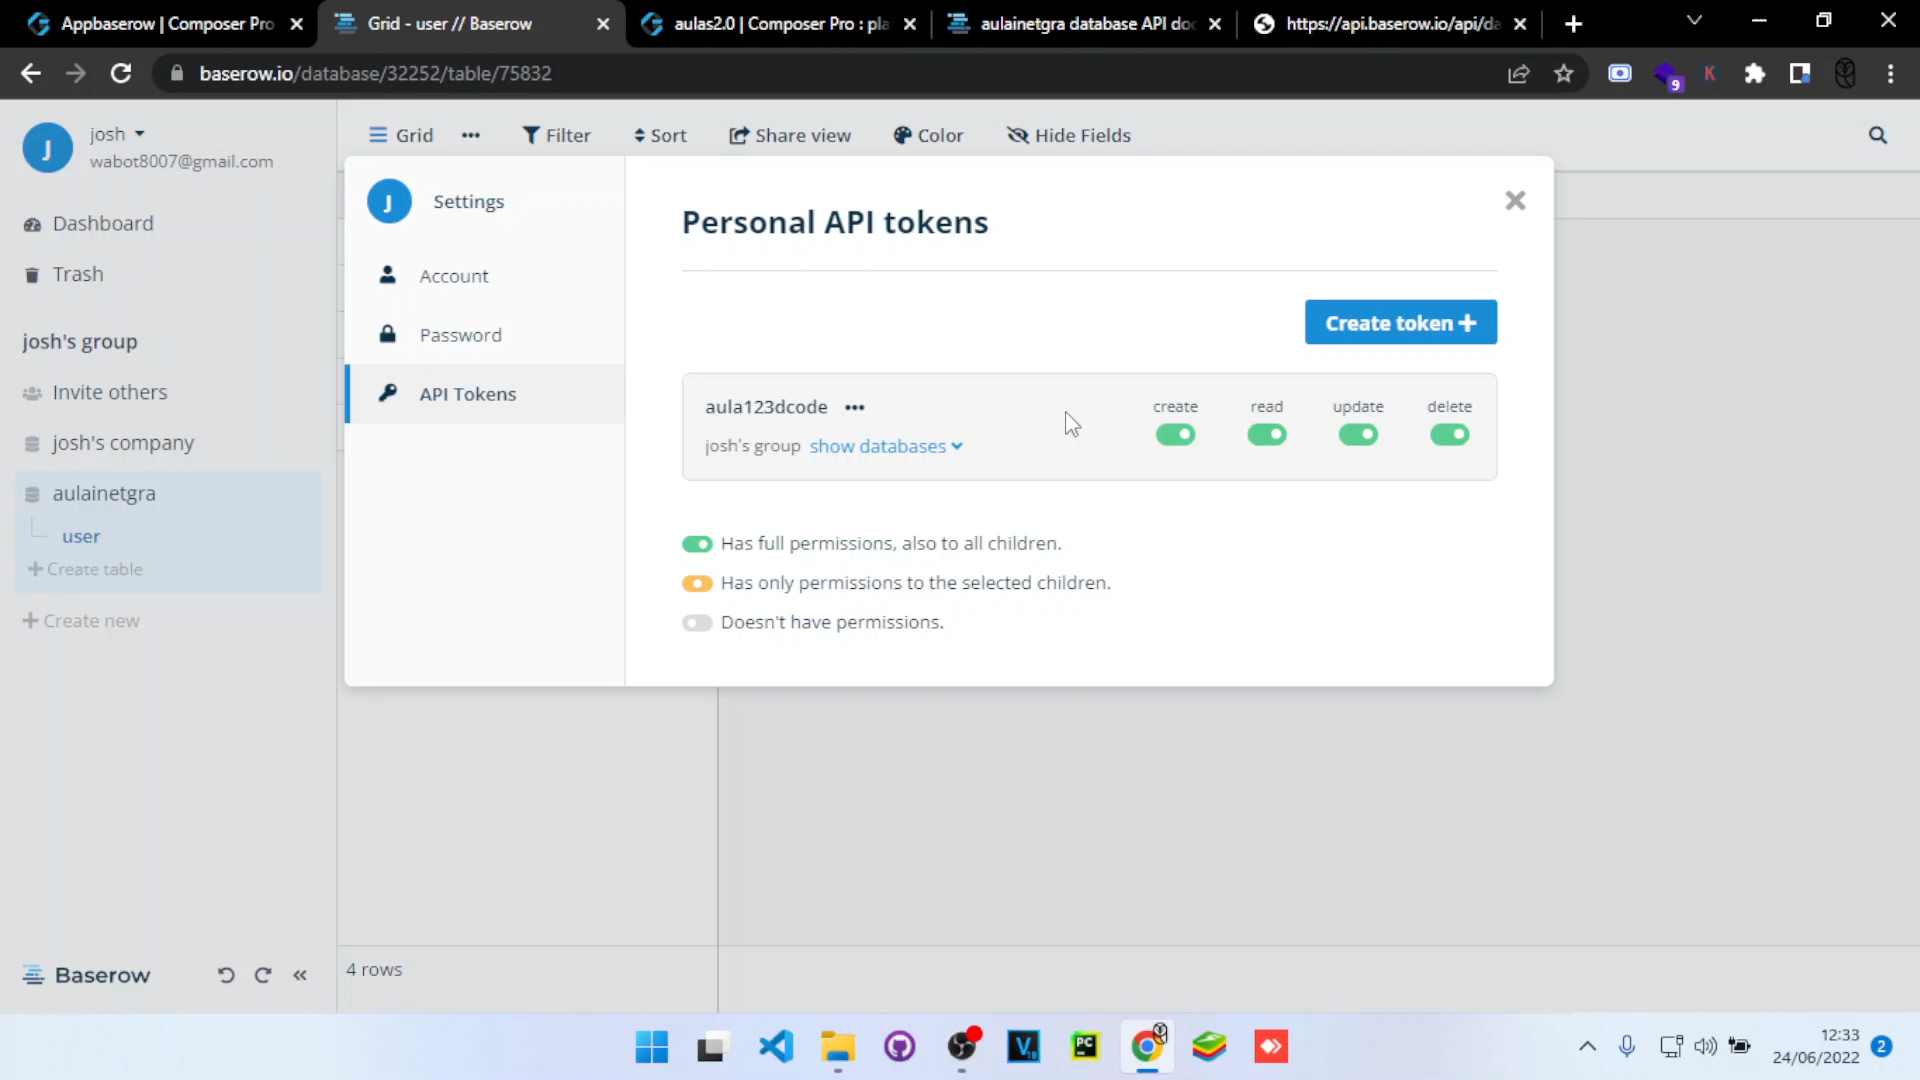 Appbaserow | Composer Pro
Grid - user // Baserow
aulas2.0 | Composer Pro : pla
aulainetgra database API do
https://api.baserow.io/api/da
baserow.io/database/32252/table/75832
9
K
J
josh
wabot8007@gmail.com
Dashboard
Trash
josh's group
Invite others
josh's company
aulainetgra
user
+ Create table
+ Create new
Baserow
Grid
Filter
Sort
Share view
Color
Hide Fields
J
Settings
Account
Password
API Tokens
Personal API tokens
Create token +
aula123dcode
josh's group show databases
create
read
update
delete
Has full permissions, also to all children.
Has only permissions to the selected children.
Doesn't have permissions.
4 rows
V
PC
12:33
24/06/2022
2